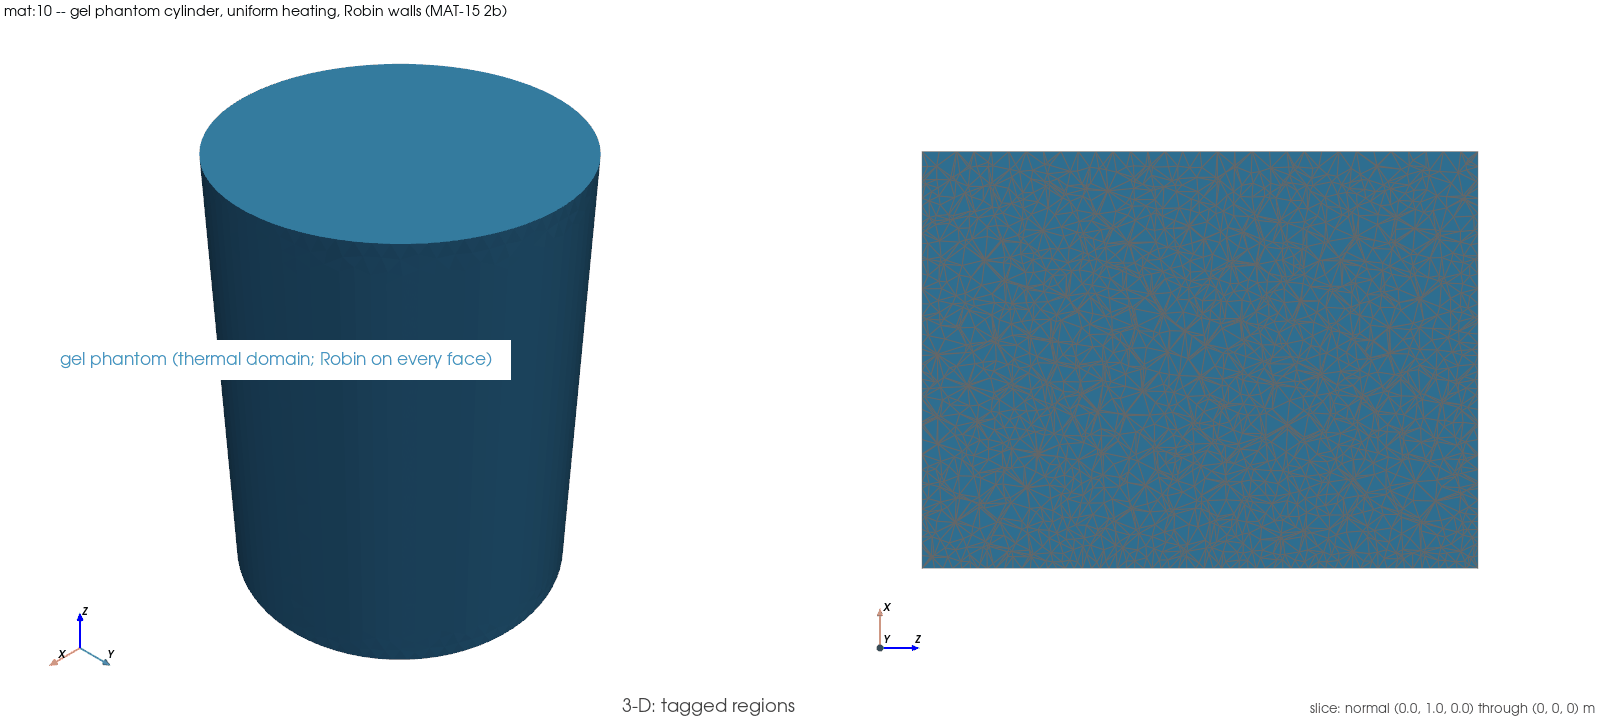 mat:10 -- gel phantom cylinder, uniform heating, Robin walls (MAT-15 2b)
gel phantom (thermal domain; Robin on every face)
Z
X
Y
X
Y
Z
3-D: tagged regions
slice: normal (0.0, 1.0, 0.0) through (0, 0, 0) m